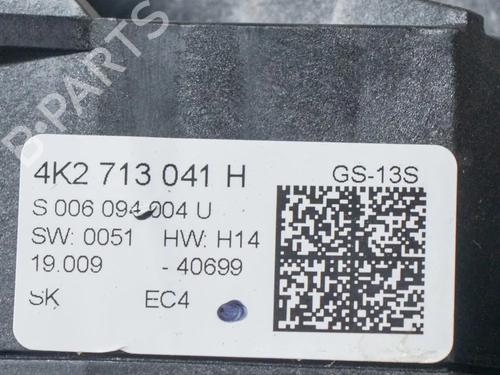 B-PARTS
4K2 713 041 H
GS-13S
S 006 094 004 U
SW: 0051 HW: H14
19.009 - 40699
SK EC4